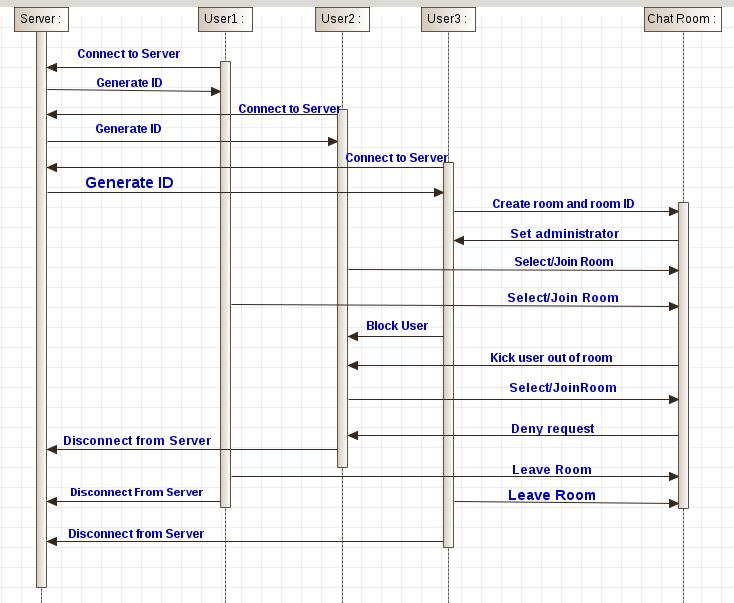 Server :
User1 :
User2 :
User3 :
Chat Room :
Connect to Server
Generate ID
Connect to Server
Generate ID
Connect to Server
Generate ID
Create room and room ID
Set administrator
Select/Join Room
Select/Join Room
Block User
Kick user out of room
Select/JoinRoom
Deny request
Disconnect from Server
Leave Room
Disconnect From Server
Leave Room
Disconnect from Server